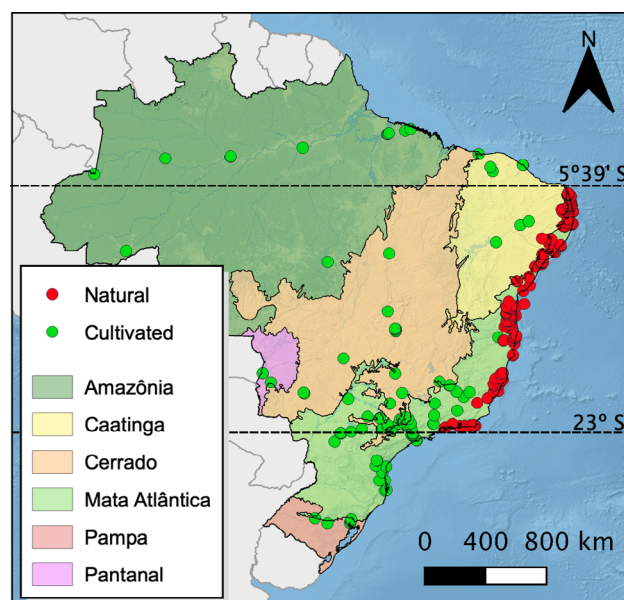 N
5°39' S
Natural
Cultivated
Amazônia
Caatinga
Cerrado
Mata Atlântica
Pampa
Pantanal
23° S
0 400 800 km